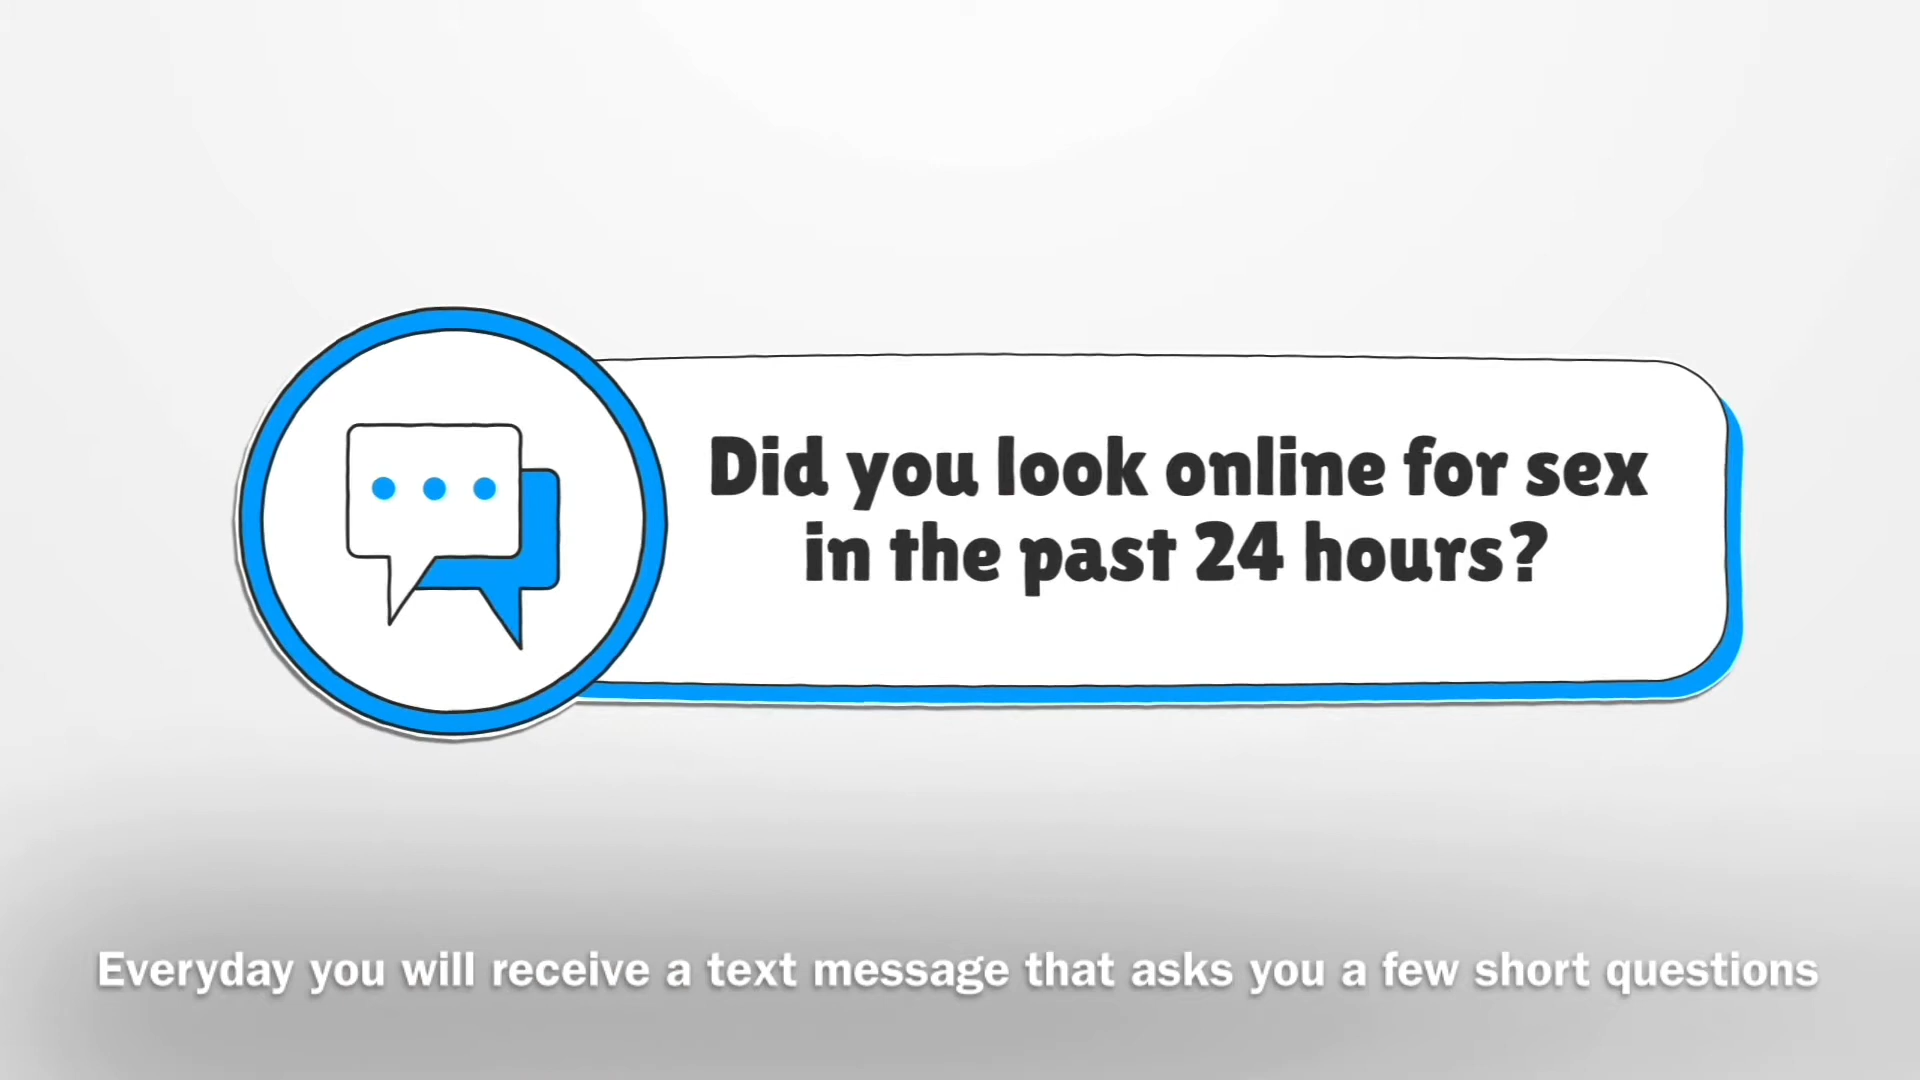 Did you look online for sex
in the past 24 hours?
Everyday you will receive a text message that asks you a few short questions